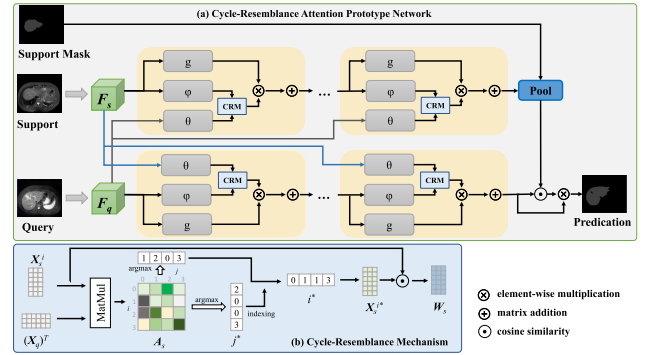 (a) Cycle-Resemblance Attention Prototype Network
Support Mask
Support
Query
F_s
F_q
g
φ
θ
CRM
...
g
φ
θ
CRM
Pool
θ
φ
g
CRM
...
θ
φ
g
CRM
Predication
X_s^i
(X_q)^T
MatMul
argmax
1 2 0 3
j
0 1 2 3
i
0
1
2
3
A_s
argmax
2
0
0
3
j*
indexing
0 1 1 3
i*
X_s^{i*}
W_s
(b) Cycle-Resemblance Mechanism
element-wise multiplication
matrix addition
cosine similarity